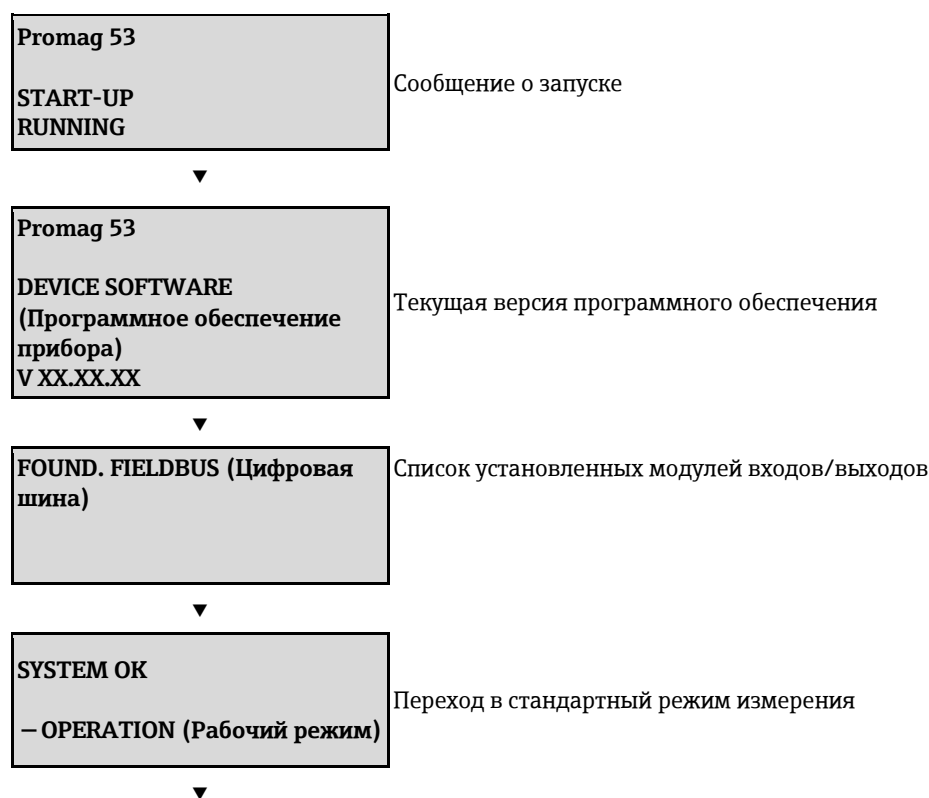 Promag 53
START-UP
RUNNING
Сообщение о запуске
▼
Promag 53
DEVICE SOFTWARE
(Программное обеспечение
прибора)
V XX.XX.XX
Текущая версия программного обеспечения
▼
FOUND. FIELDBUS (Цифровая
шина)
Список установленных модулей входов/выходов
▼
SYSTEM OK
– OPERATION (Рабочий режим)
Переход в стандартный режим измерения
▼